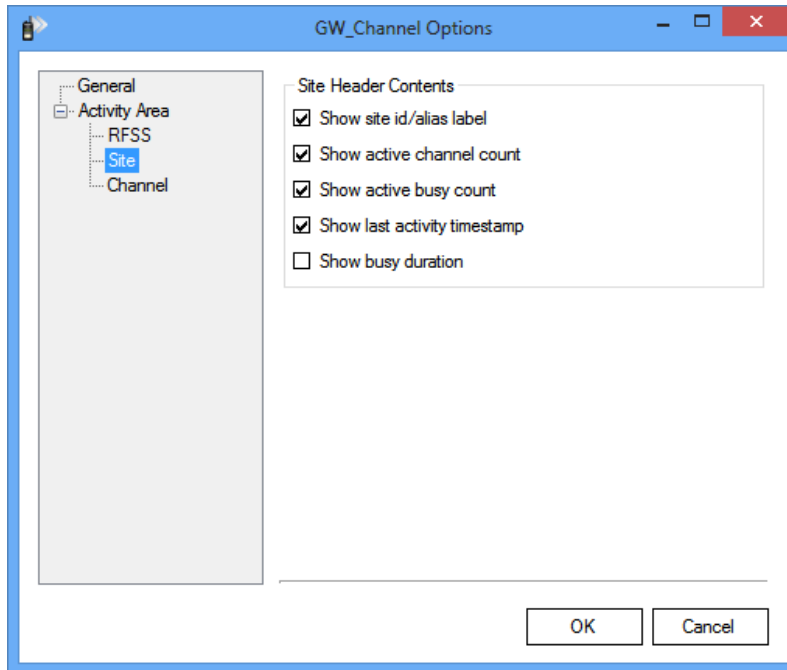 GW_Channel Options
General
Activity Area
RFSS
Site
Channel
Site Header Contents
Show site id/alias label
Show active channel count
Show active busy count
Show last activity timestamp
Show busy duration
OK
Cancel